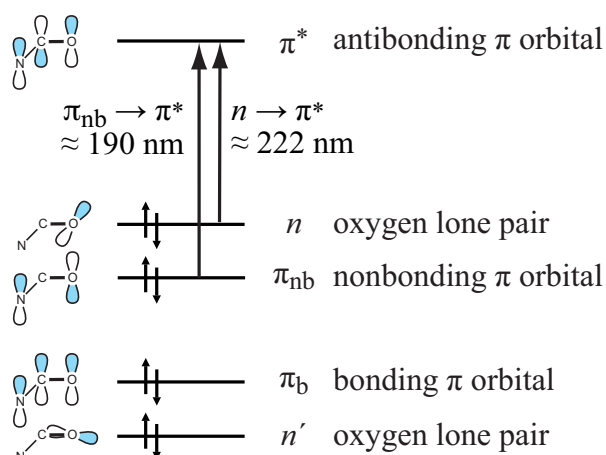 N C O π* antibonding π orbital
πnb → π* n → π*
≈ 190 nm ≈ 222 nm
N C O n oxygen lone pair
N C O πnb nonbonding π orbital
N C O πb bonding π orbital
N C O n′ oxygen lone pair